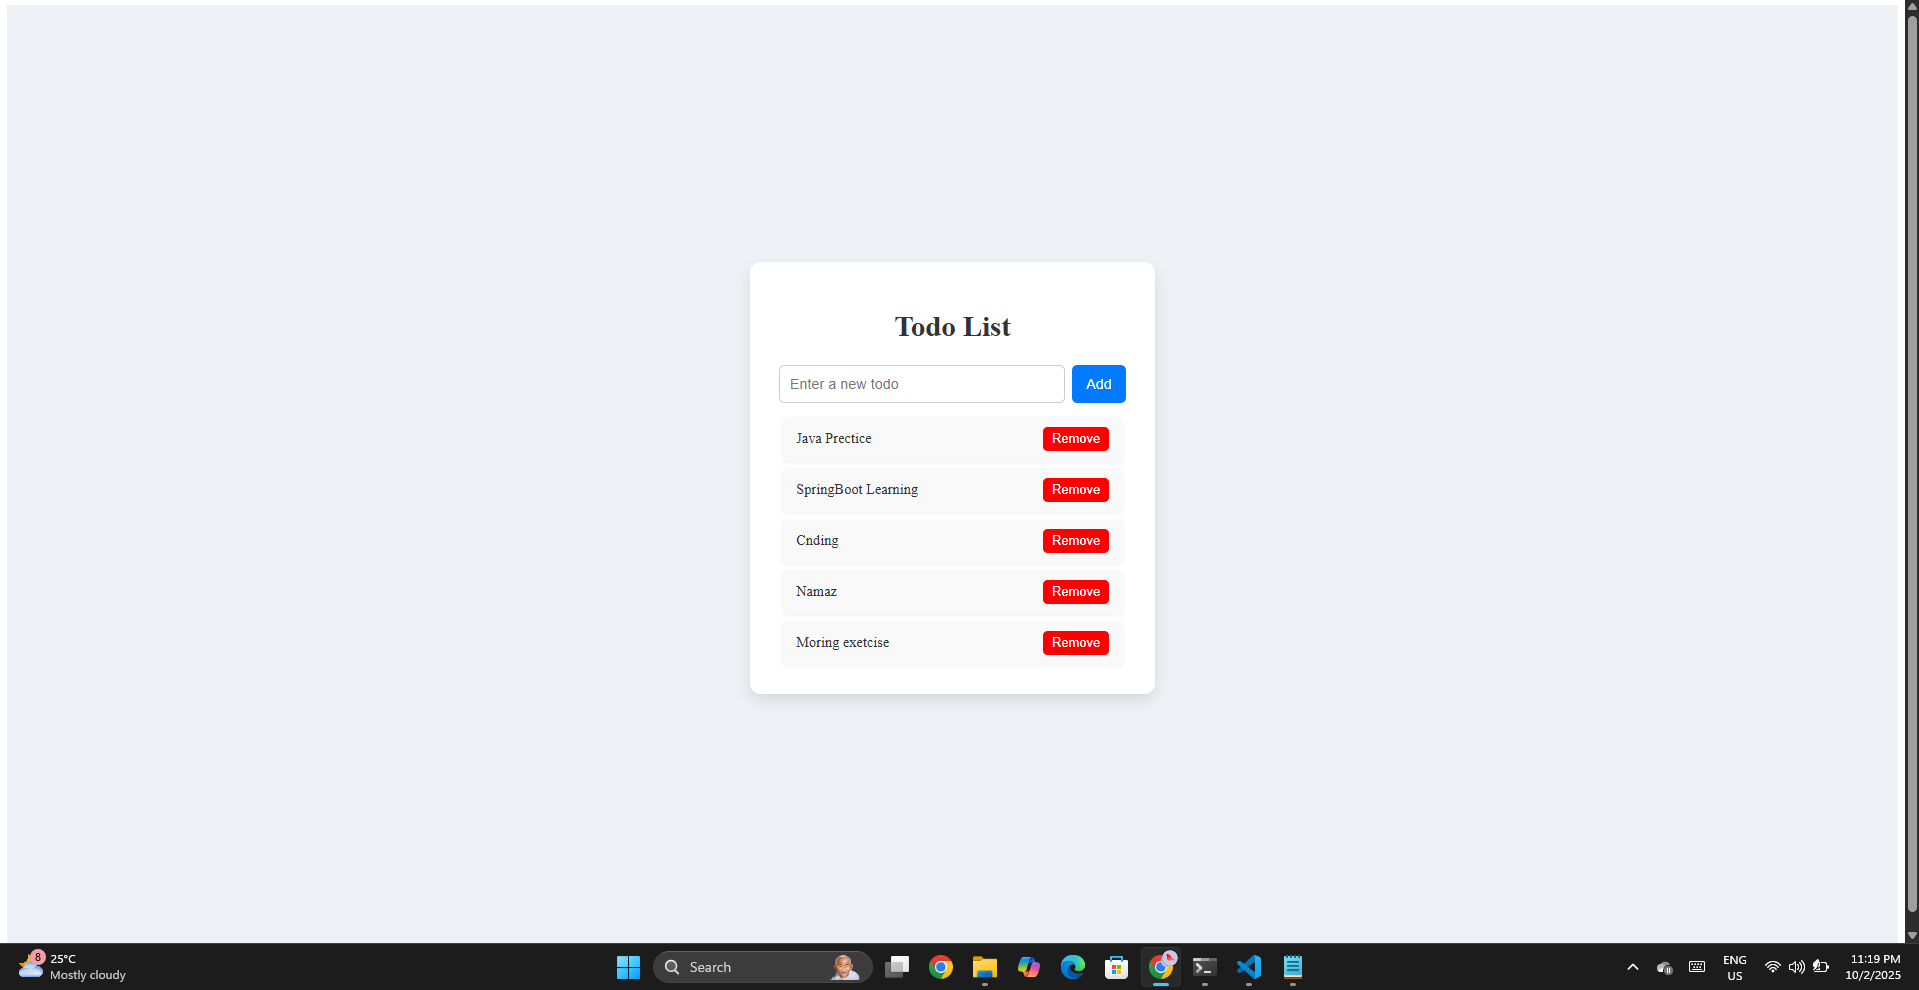 Todo List
Enter a new todo
Add
Java Prectice
Remove
SpringBoot Learning
Remove
Cnding
Remove
Namaz
Remove
Moring exetcise
Remove
8
25°C
Mostly cloudy
Search
ENG
US
11:19 PM
10/2/2025